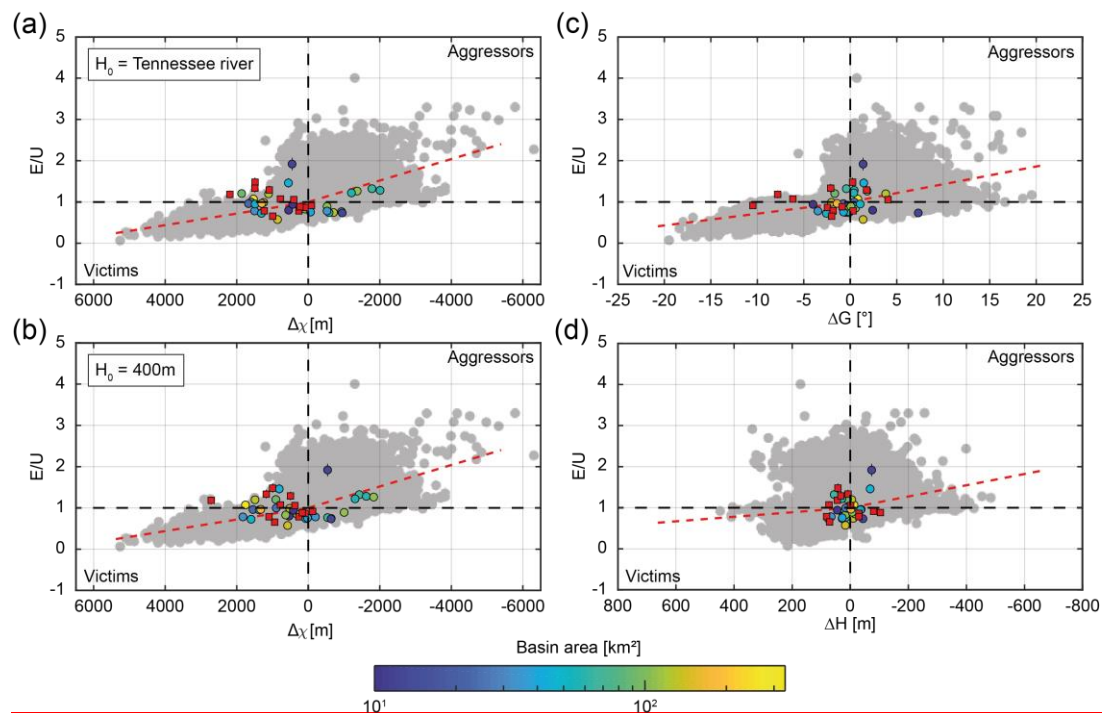 (a)
5
4
3
2
1
0
-1
E/U
H₀ = Tennessee river
Aggressors
Victims
6000 4000 2000 0 -2000 -4000 -6000
Δχ [m]
(c)
5
4
3
2
1
0
-1
E/U
Aggressors
Victims
-25 -20 -15 -10 -5 0 5 10 15 20 25
ΔG [°]
(b)
5
4
3
2
1
0
-1
E/U
H₀ = 400m
Aggressors
Victims
6000 4000 2000 0 -2000 -4000 -6000
Δχ [m]
(d)
5
4
3
2
1
0
-1
E/U
Aggressors
Victims
800 600 400 200 0 -200 -400 -600 -800
ΔH [m]
Basin area [km²]
10¹ 10²